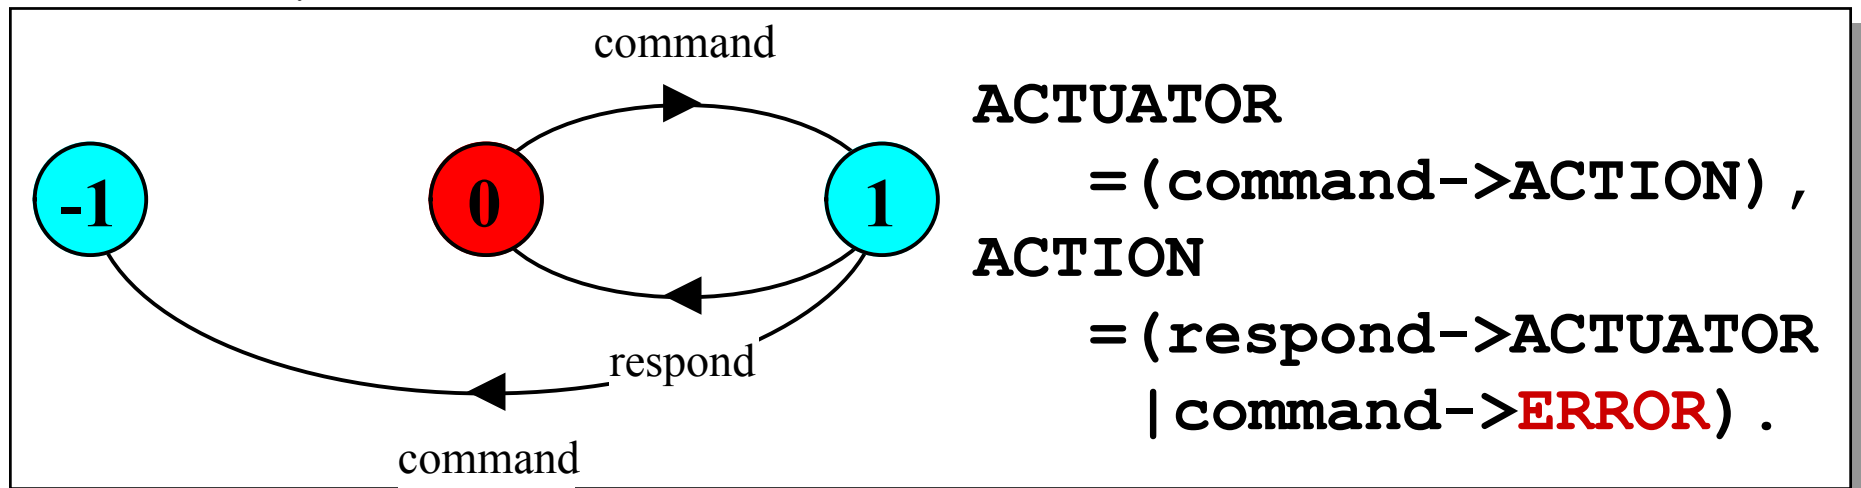 command
-1
0
1
respond
command
ACTUATOR
=(command->ACTION),
ACTION
=(respond->ACTUATOR
|command->ERROR).